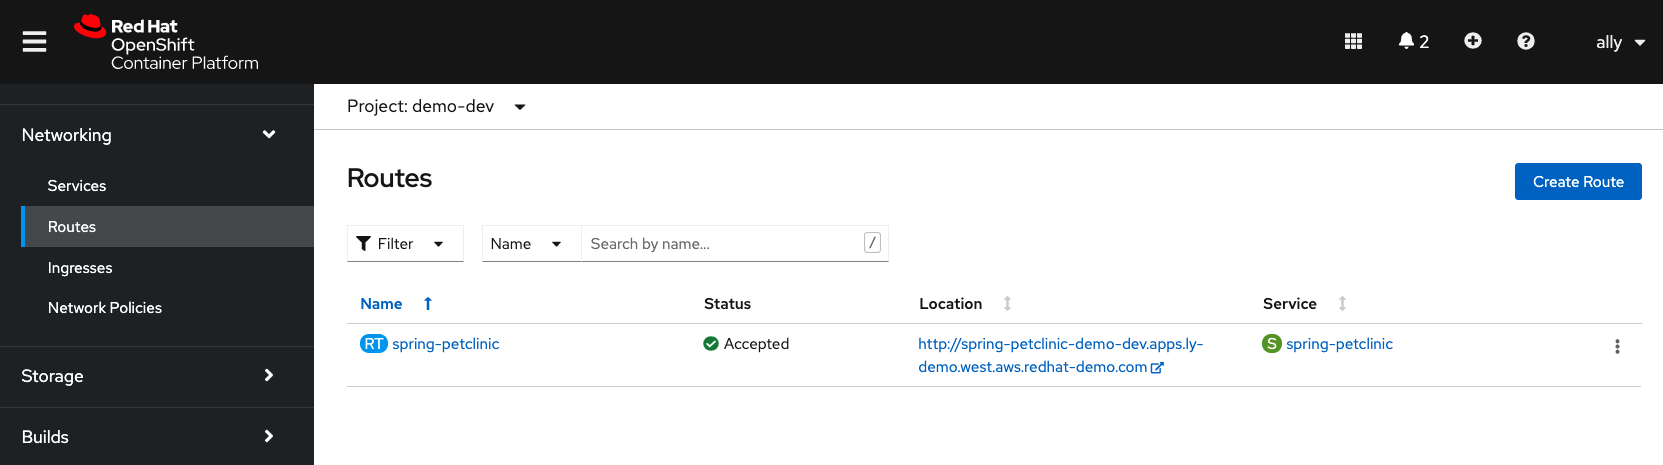 Red Hat
OpenShift
Container Platform
2
ally
Project: demo-dev
Networking
Services
Routes
Ingresses
Network Policies
Storage
Builds
Routes
Create Route
Filter
Name
Search by name...
/
Name Status Location Service
RT spring-petclinic Accepted http://spring-petclinic-demo-dev.apps.ly-
demo.west.aws.redhat-demo.com S spring-petclinic